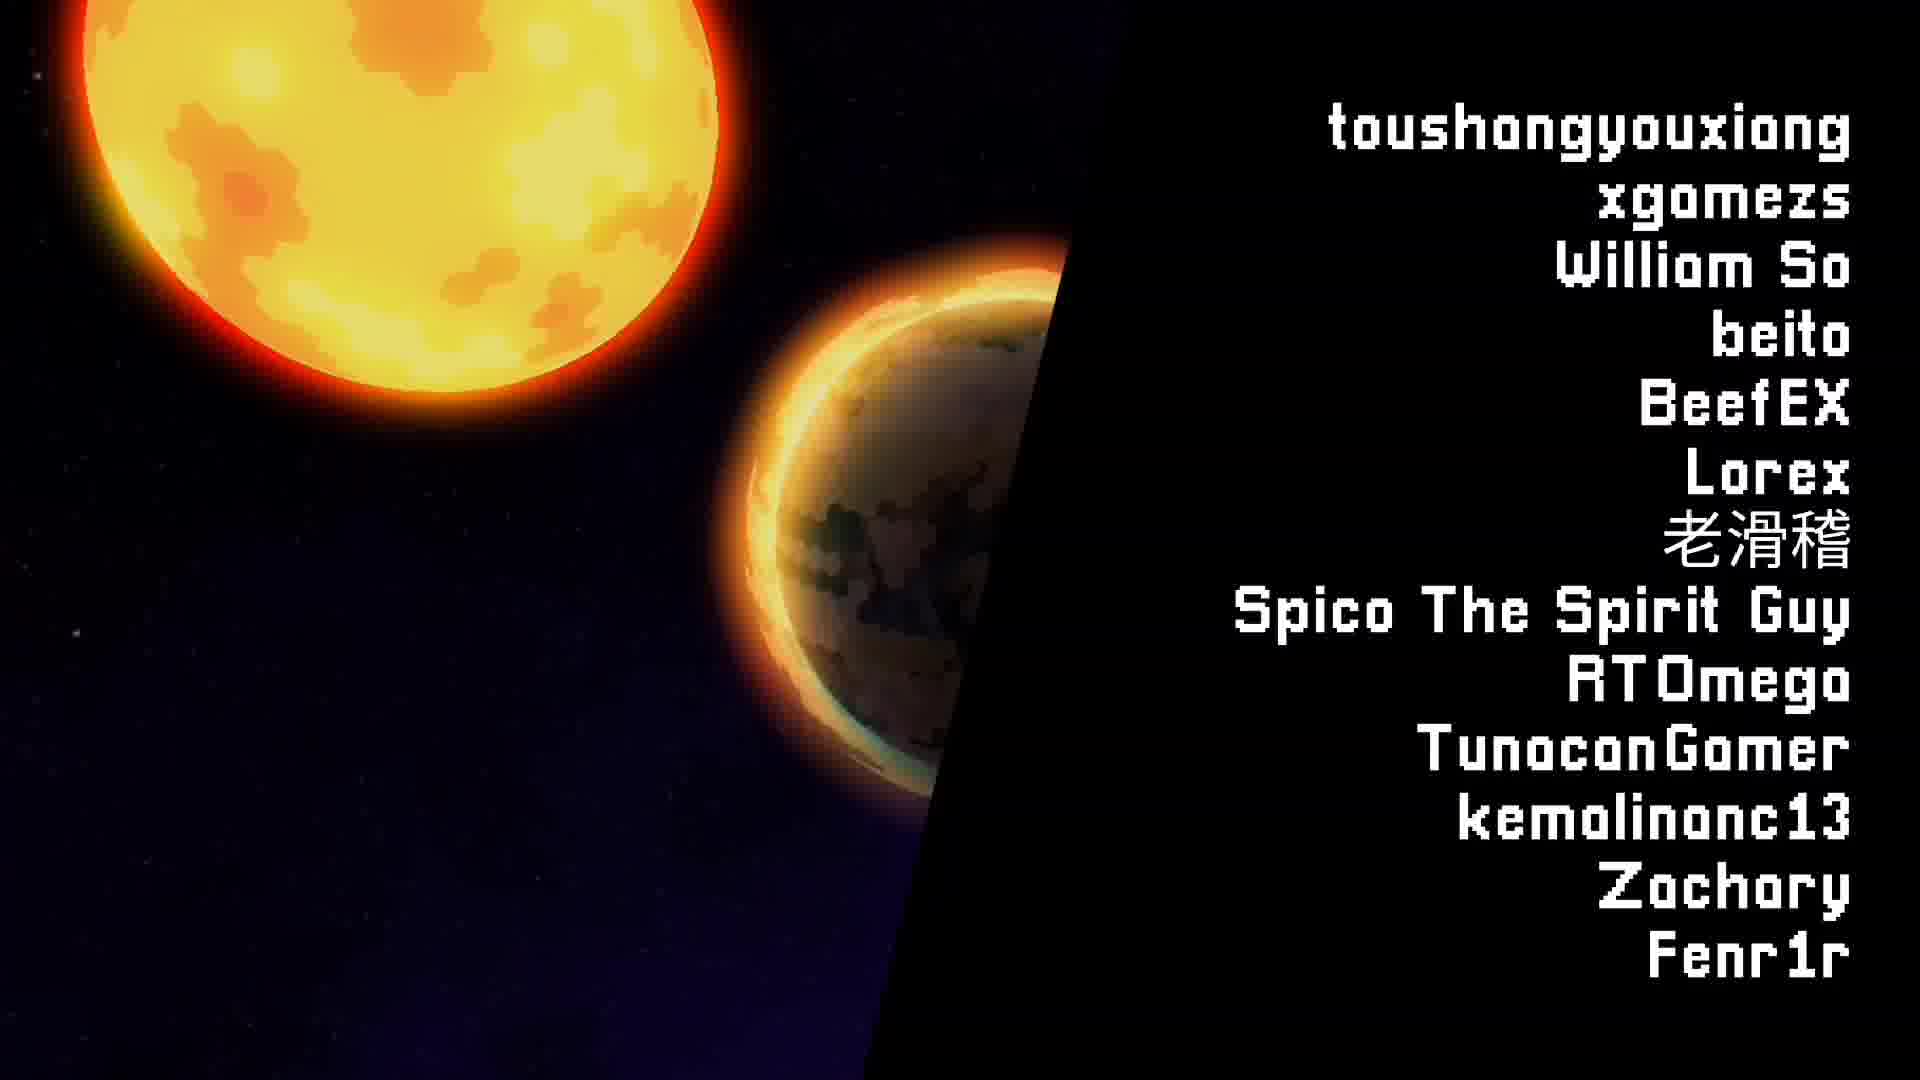 toushangyouxiang
xgamezs
William So
beito
BeefEX
Lorex
老滑稽
Spico The Spirit Guy
RTOmega
TunacanGamer
kemalinanc13
Zachary
Fenr1r